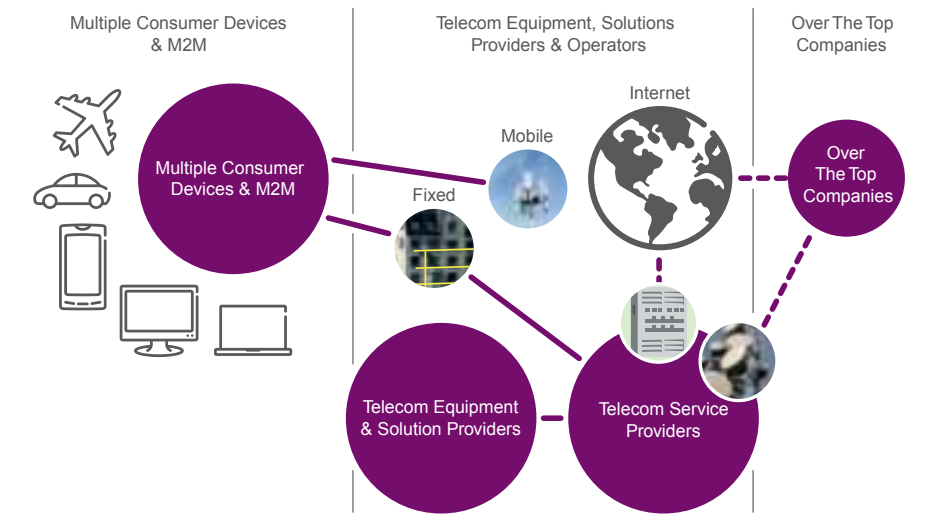 Multiple Consumer Devices
& M2M
Telecom Equipment, Solutions
Providers & Operators
Over The Top
Companies
Internet
Mobile
Fixed
Multiple Consumer
Devices & M2M
Over
The Top
Companies
Telecom Equipment
& Solution Providers
Telecom Service
Providers